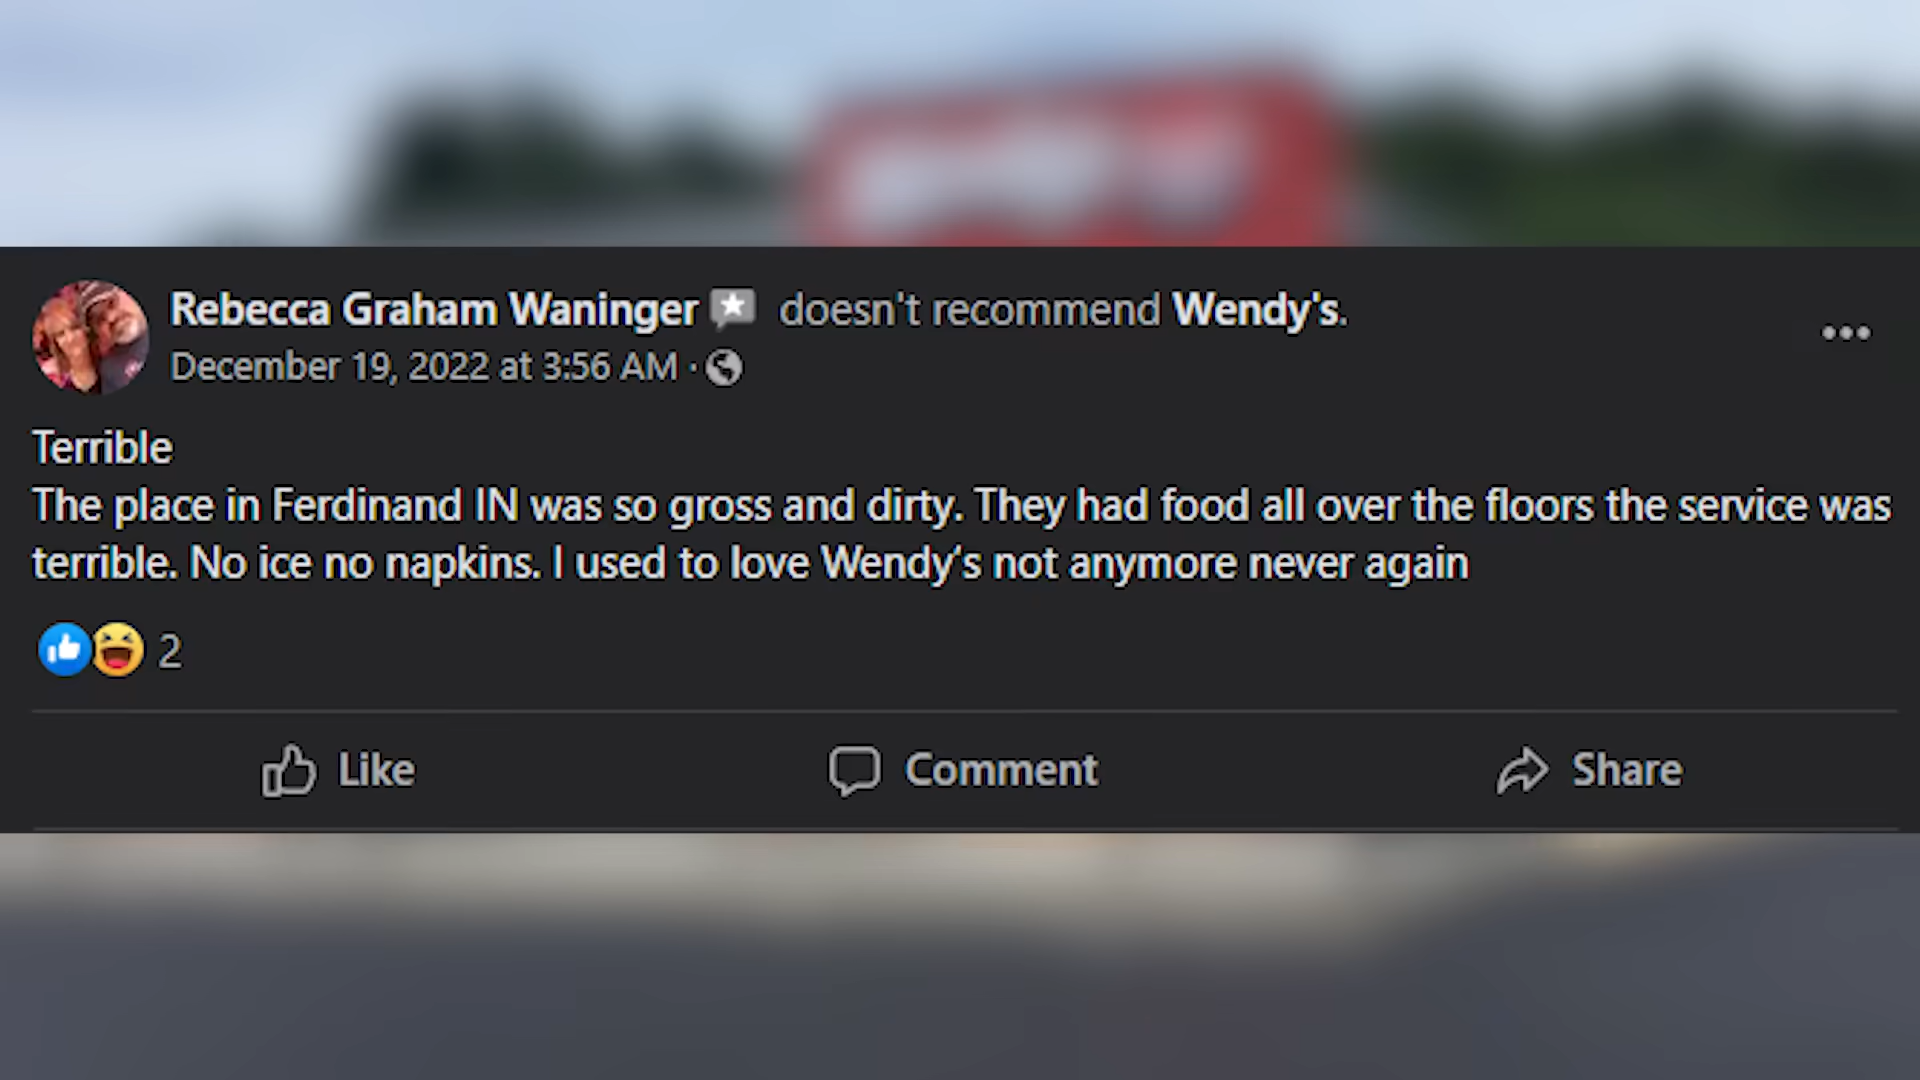 Rebecca Graham Waninger doesn't recommend Wendy's.
December 19, 2022 at 3:56 AM ·
Terrible
The place in Ferdinand IN was so gross and dirty. They had food all over the floors the service was
terrible. No ice no napkins. I used to love Wendy's not anymore never again
2
Like Comment Share